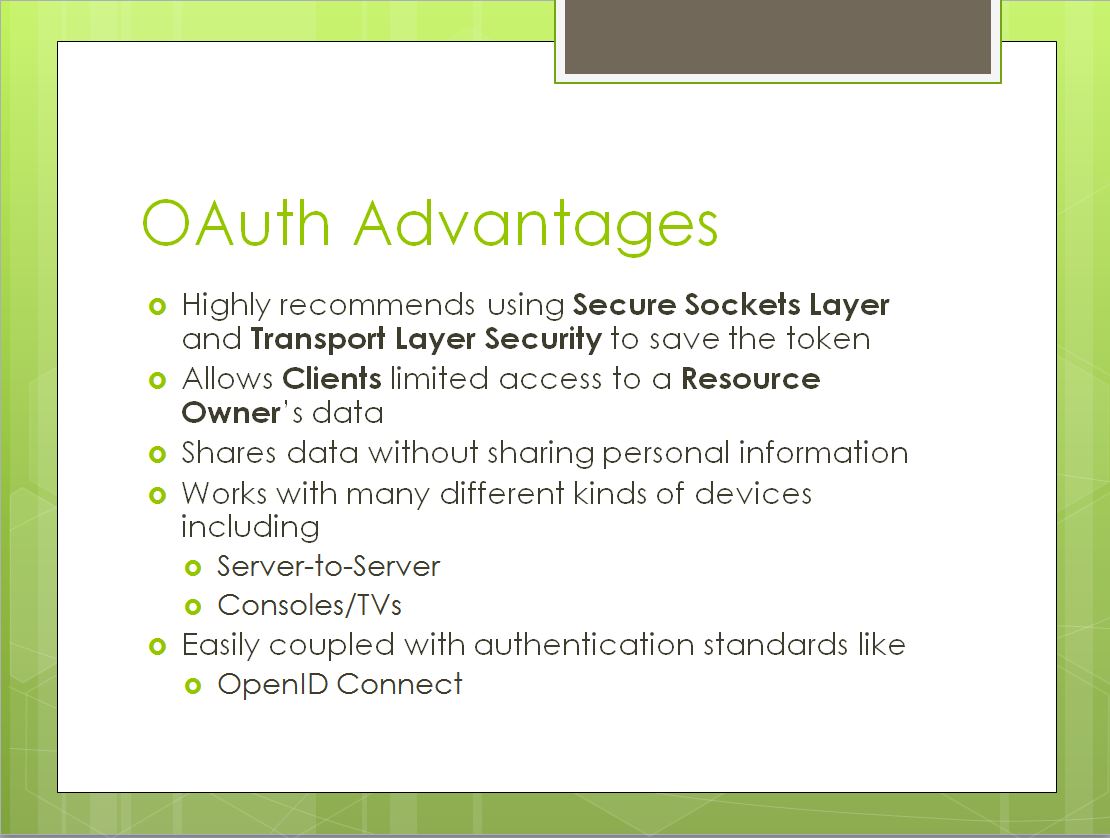 OAuth Advantages
Highly recommends using Secure Sockets Layer
and Transport Layer Security to save the token
Allows Clients limited access to a Resource
Owner's data
Shares data without sharing personal information
Works with many different kinds of devices
including
Server-to-Server
Consoles/TVs
Easily coupled with authentication standards like
OpenID Connect